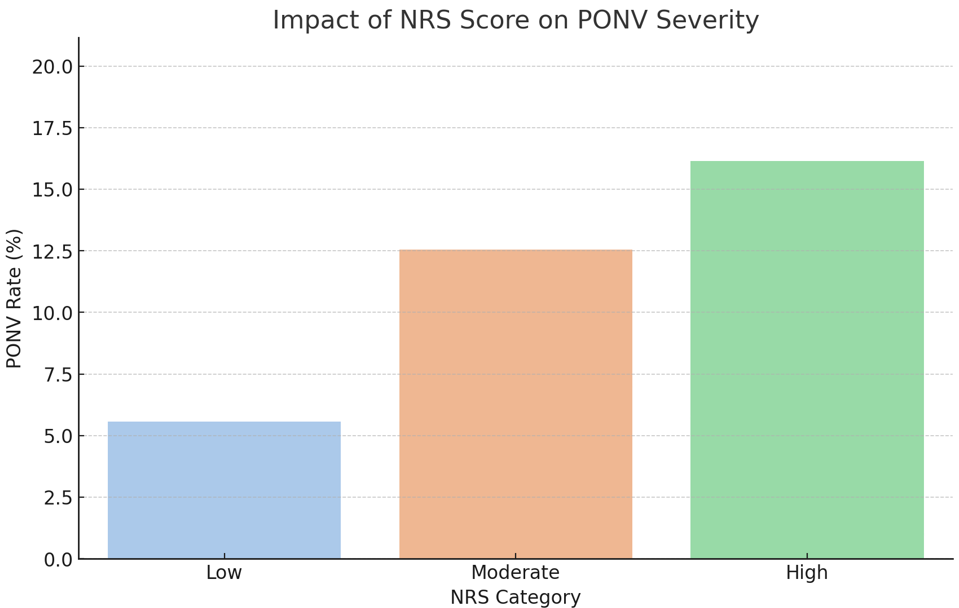 Impact of NRS Score on PONV Severity
PONV Rate (%)
20.0
17.5
15.0
12.5
10.0
7.5
5.0
2.5
0.0
Low Moderate High
NRS Category